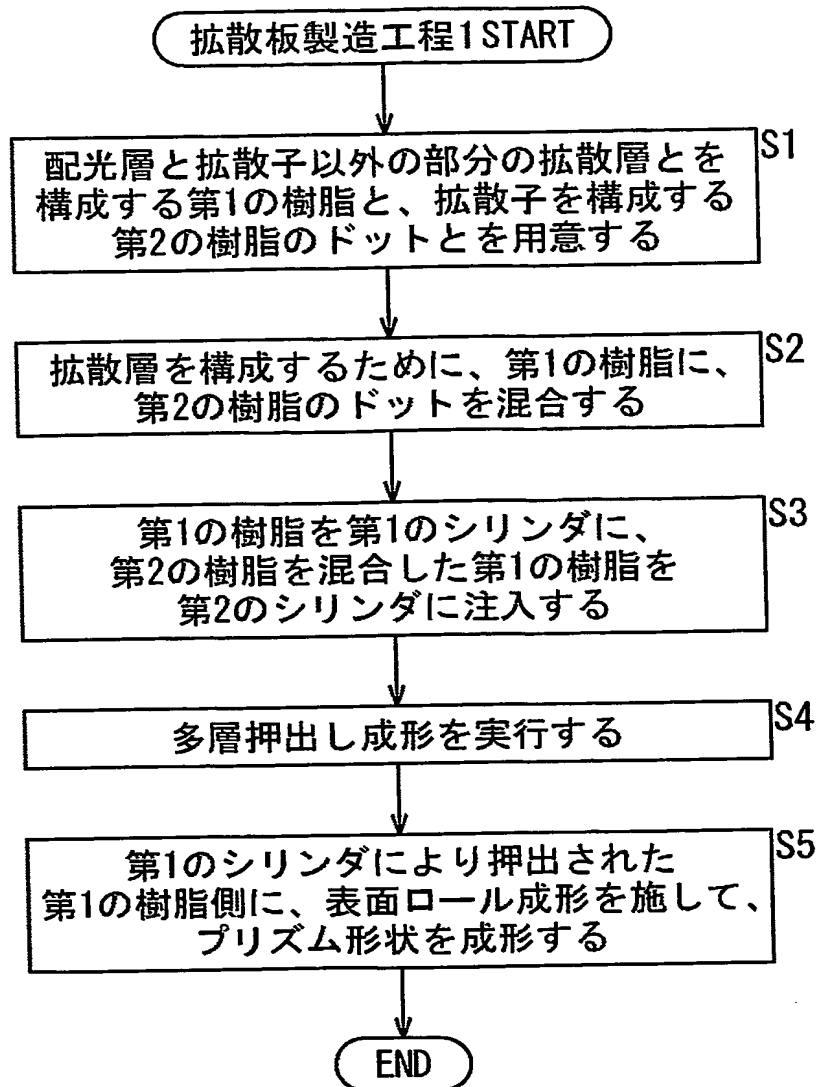 拡散板製造工程1START
S1
配光層と拡散子以外の部分の拡散層とを
構成する第1の樹脂と、拡散子を構成する
第2の樹脂のドットとを用意する
S2
拡散層を構成するために、第1の樹脂に、
第2の樹脂のドットを混合する
S3
第1の樹脂を第1のシリンダに、
第2の樹脂を混合した第1の樹脂を
第2のシリンダに注入する
S4
多層押出し成形を実行する
S5
第1のシリンダにより押出された
第1の樹脂側に、表面ロール成形を施して、
プリズム形状を成形する
END